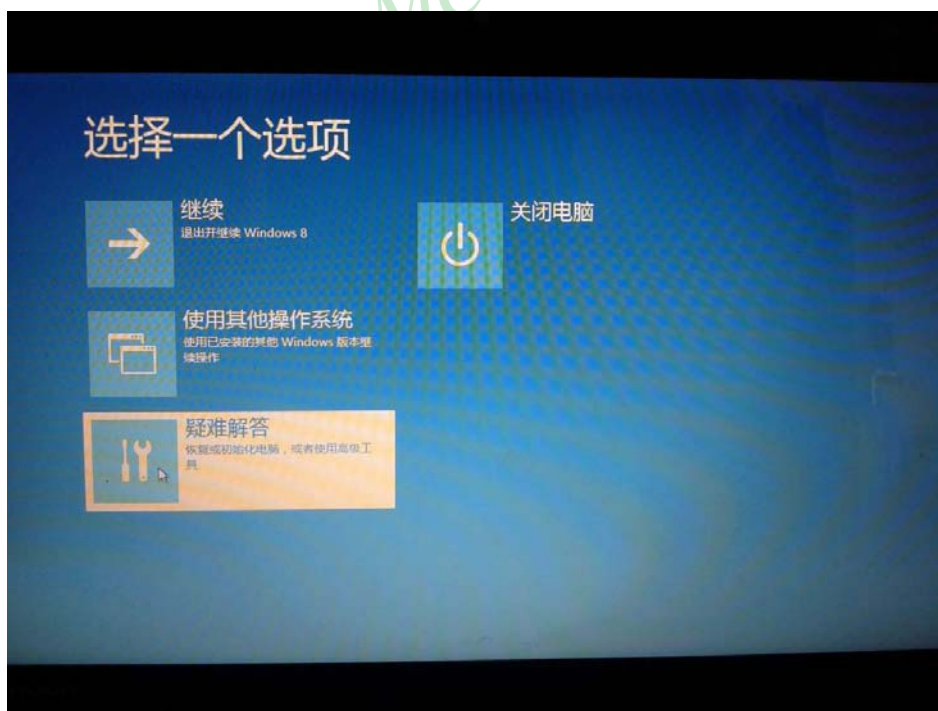 选择一个选项
继续
退出并继续 Windows 8
关闭电脑
使用其他操作系统
使用已安装的其他 Windows 版本继
续操作
疑难解答
恢复或初始化电脑，或者使用高级工
具